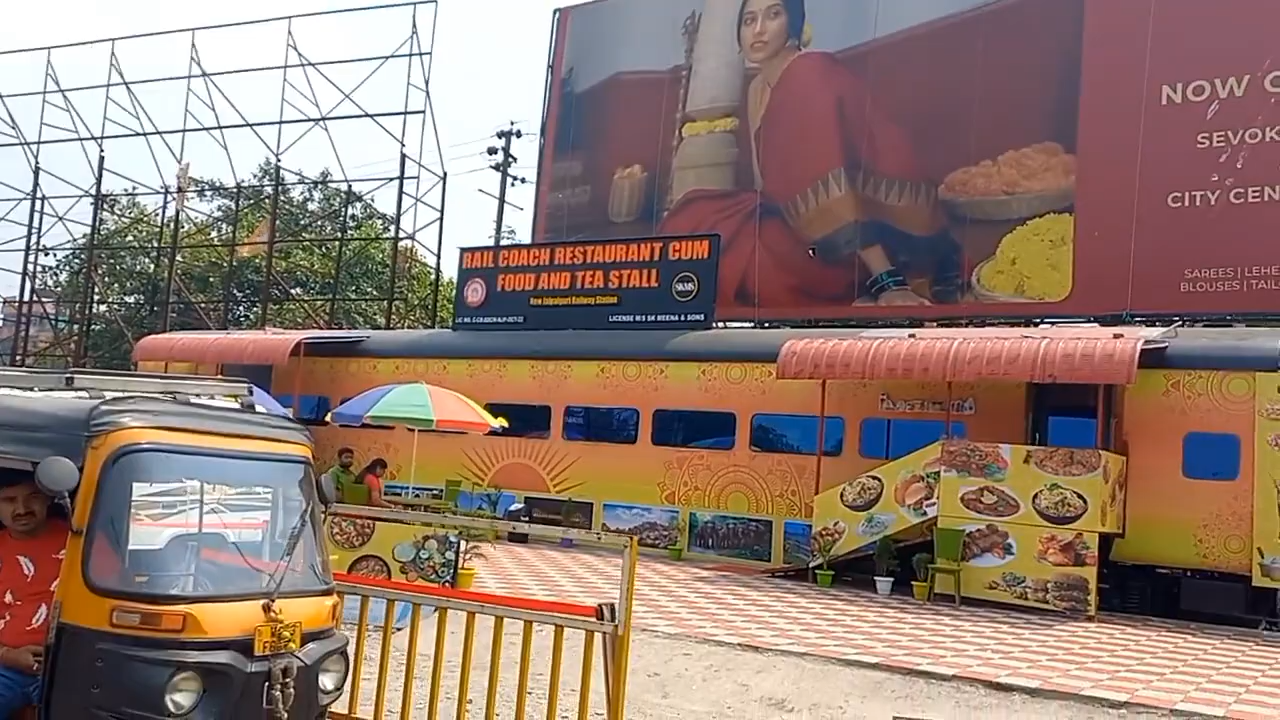 NOW
SEVOK
CITY CEN
SAREES | LEHE
BLOUSES | TAIL
RAIL COACH RESTAURANT CUM
FOOD AND TEA STALL
New Jalpaiguri Railway Station
SKMS
LICENSE M/S SK MEENA & SONS